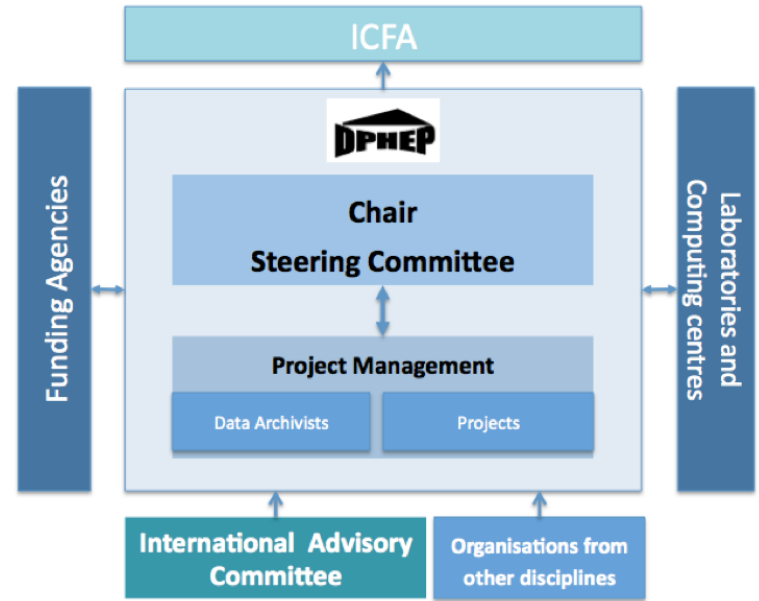 ICFA
DPHEP
Chair
Steering Committee
Funding Agencies
Laboratories and
Computing centres
Project Management
Data Archivists
Projects
International Advisory
Committee
Organisations from
other disciplines